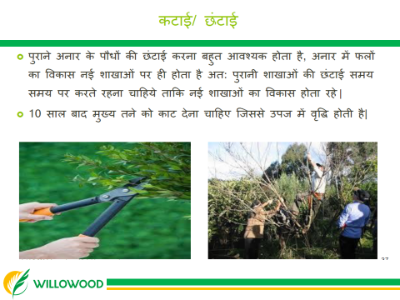 कटाई/ छंटाई
पुराने अनार के पौधों की छंटाई करना बहुत आवश्यक होता है, अनार में फलों
का विकास नई शाखाओं पर ही होता है अत: पुरानी शाखाओं की छंटाई समय
समय पर करते रहना चाहिये ताकि नई शाखाओं का विकास होता रहे|
10 साल बाद मुख्य तने को काट देना चाहिए जिससे उपज में वृद्धि होती है|
WILLOWOOD